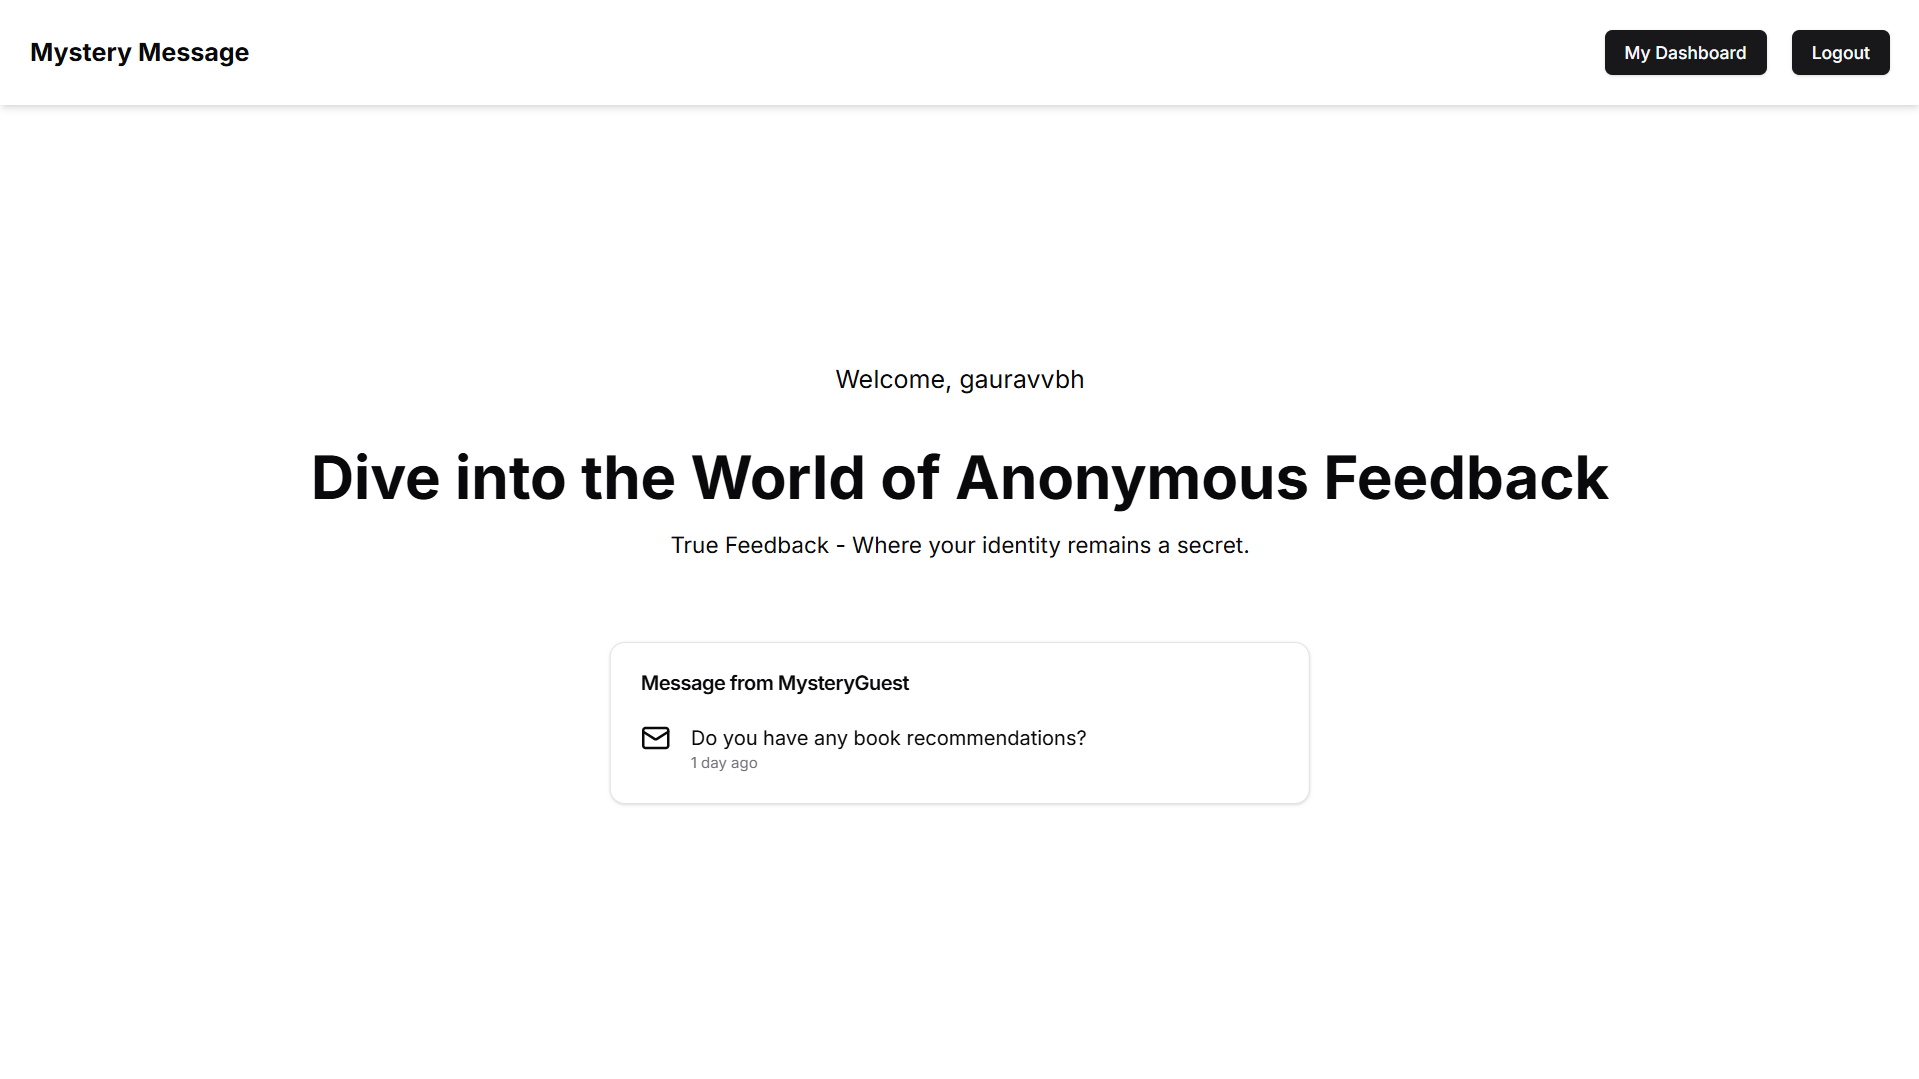 Mystery Message
My Dashboard
Logout
Welcome, gauravvbh
Dive into the World of Anonymous Feedback
True Feedback - Where your identity remains a secret.
Message from MysteryGuest
Do you have any book recommendations?
1 day ago